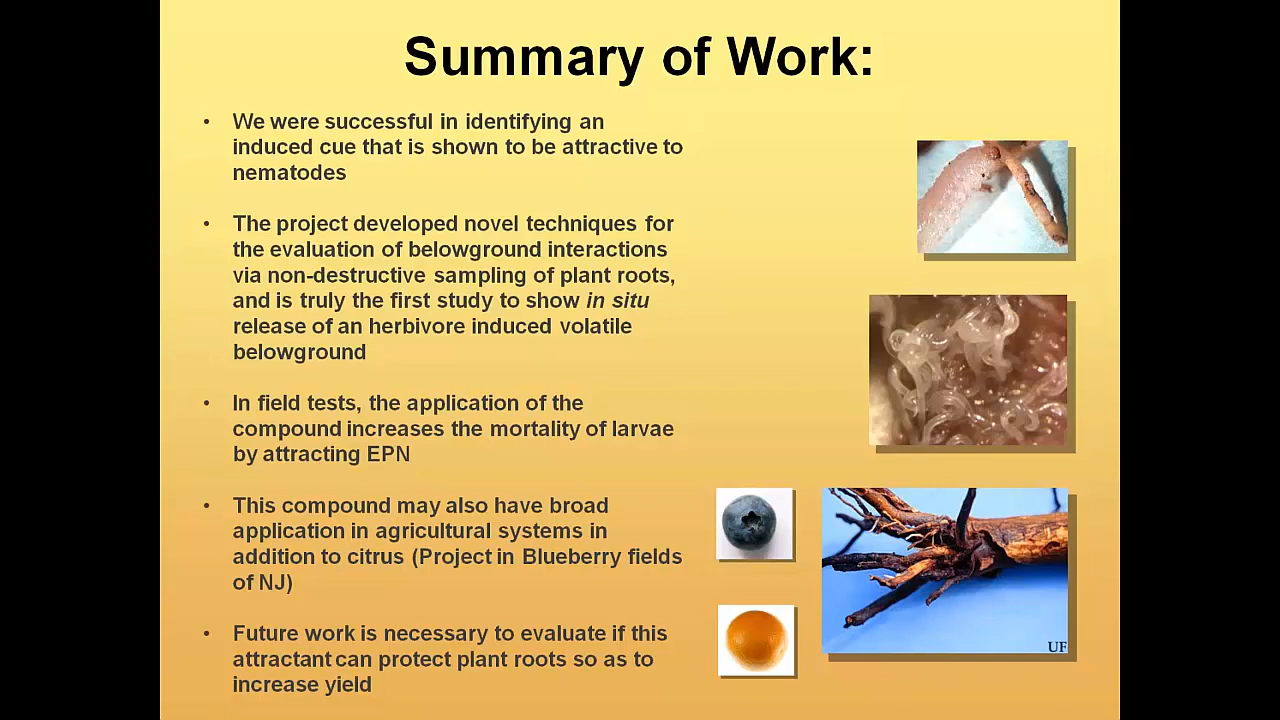 Summary of Work:
• We were successful in identifying an
induced cue that is shown to be attractive to
nematodes
• The project developed novel techniques for
the evaluation of belowground interactions
via non-destructive sampling of plant roots,
and is truly the first study to show in situ
release of an herbivore induced volatile
belowground
• In field tests, the application of the
compound increases the mortality of larvae
by attracting EPN
• This compound may also have broad
application in agricultural systems in
addition to citrus (Project in Blueberry fields
of NJ)
• Future work is necessary to evaluate if this
attractant can protect plant roots so as to
increase yield
UF